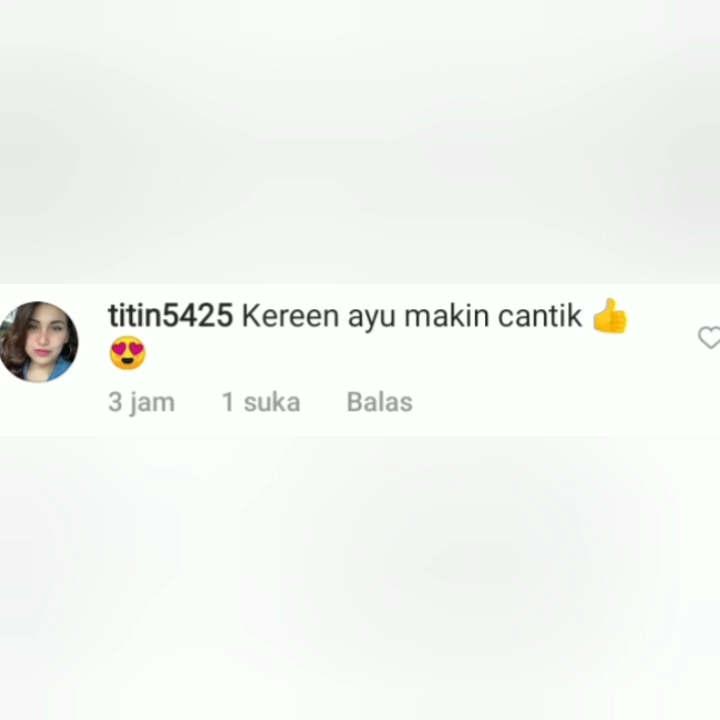 titin5425 Kereen ayu makin cantik 👍
😍
3 jam 1 suka Balas